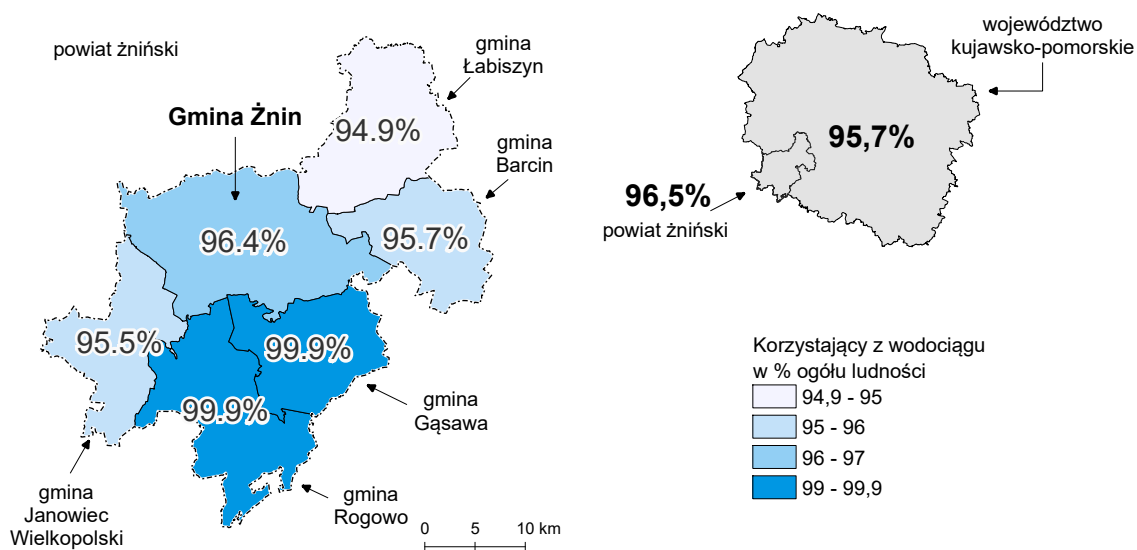 powiat żniński
gmina
Łabiszyn
Gmina Żnin
94.9%
gmina
Barcin
96.4%
95.7%
95.5%
99.9%
99.9%
gmina
Gąsawa
gmina
Janowiec
Wielkopolski
gmina
Rogowo
0 5 10 km
województwo
kujawsko-pomorskie
95,7%
96,5%
powiat żniński
Korzystający z wodociągu
w % ogółu ludności
94,9 - 95
95 - 96
96 - 97
99 - 99,9